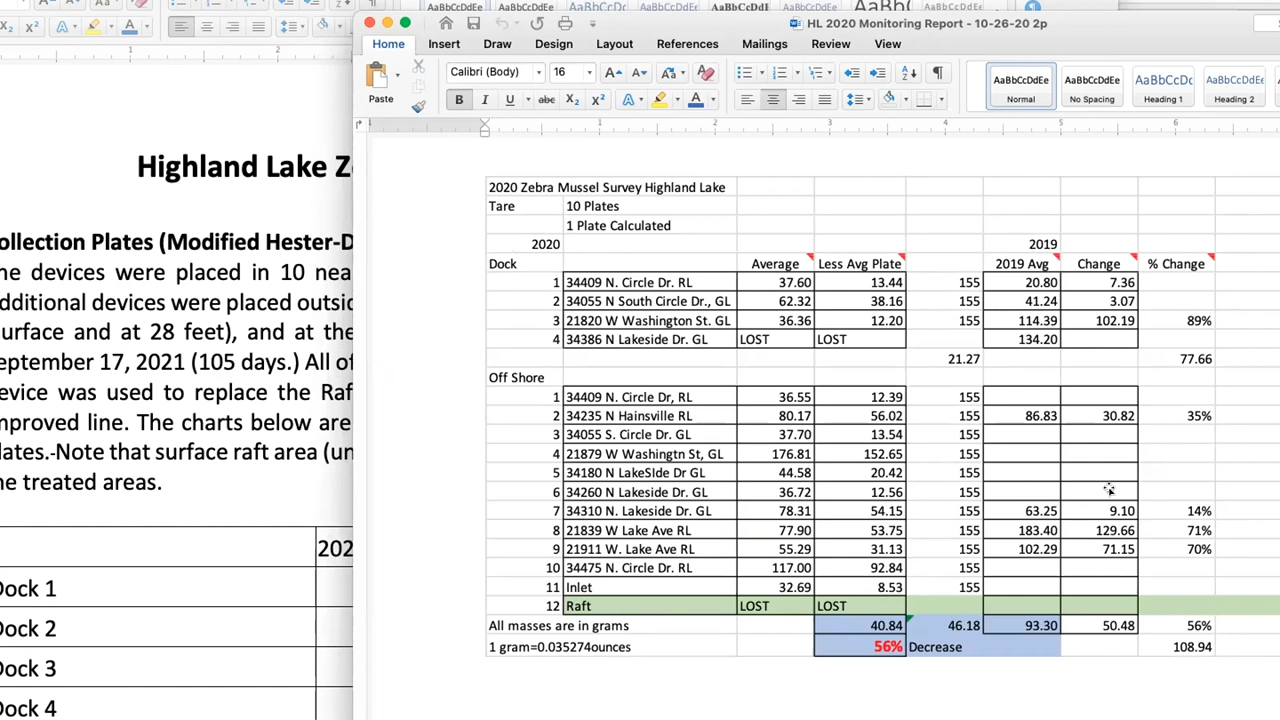 HL 2020 Monitoring Report - 10-26-20 2p
Home Insert Draw Design Layout References Mailings Review View
Paste
Calibri (Body) 16
AaBbCcDdEe AaBbCcDdEe AaBbCcDc AaBbCcDdEe
Normal No Spacing Heading 1 Heading 2
1 2
1 1 2 3 4 5 6
Highland Lake Z
ollection Plates (Modified Hester-D
he devices were placed in 10 nea
dditional devices were placed outsid
urface and at 28 feet), and at the
eptember 17, 2021 (105 days.) All of
evice was used to replace the Raf
mproved line. The charts below are
lates.-Note that surface raft area (un
he treated areas.
202
Dock 1
Dock 2
Dock 3
Dock 4
2020 Zebra Mussel Survey Highland Lake
Tare 10 Plates
1 Plate Calculated
2020 2019
Dock Average Less Avg Plate 2019 Avg Change % Change
1 34409 N. Circle Dr. RL 37.60 13.44 155 20.80 7.36
2 34055 N South Circle Dr., GL 62.32 38.16 155 41.24 3.07
3 21820 W Washington St. GL 36.36 12.20 155 114.39 102.19 89%
4 34386 N Lakeside Dr. GL LOST LOST 134.20
21.27 77.66
Off Shore
1 34409 N. Circle Dr, RL 36.55 12.39 155
2 34235 N Hainsville RL 80.17 56.02 155 86.83 30.82 35%
3 34055 S. Circle Dr. GL 37.70 13.54 155
4 21879 W Washingtn St, GL 176.81 152.65 155
5 34180 N LakeSIde Dr GL 44.58 20.42 155
6 34260 N Lakeside Dr. GL 36.72 12.56 155
7 34310 N. Lakeside Dr. GL 78.31 54.15 155 63.25 9.10 14%
8 21839 W Lake Ave RL 77.90 53.75 155 183.40 129.66 71%
9 21911 W. Lake Ave RL 55.29 31.13 155 102.29 71.15 70%
10 34475 N. Circle Dr. RL 117.00 92.84 155
11 Inlet 32.69 8.53 155
12 Raft LOST LOST
All masses are in grams 40.84 46.18 93.30 50.48 56%
1 gram=0.035274ounces 56% Decrease 108.94